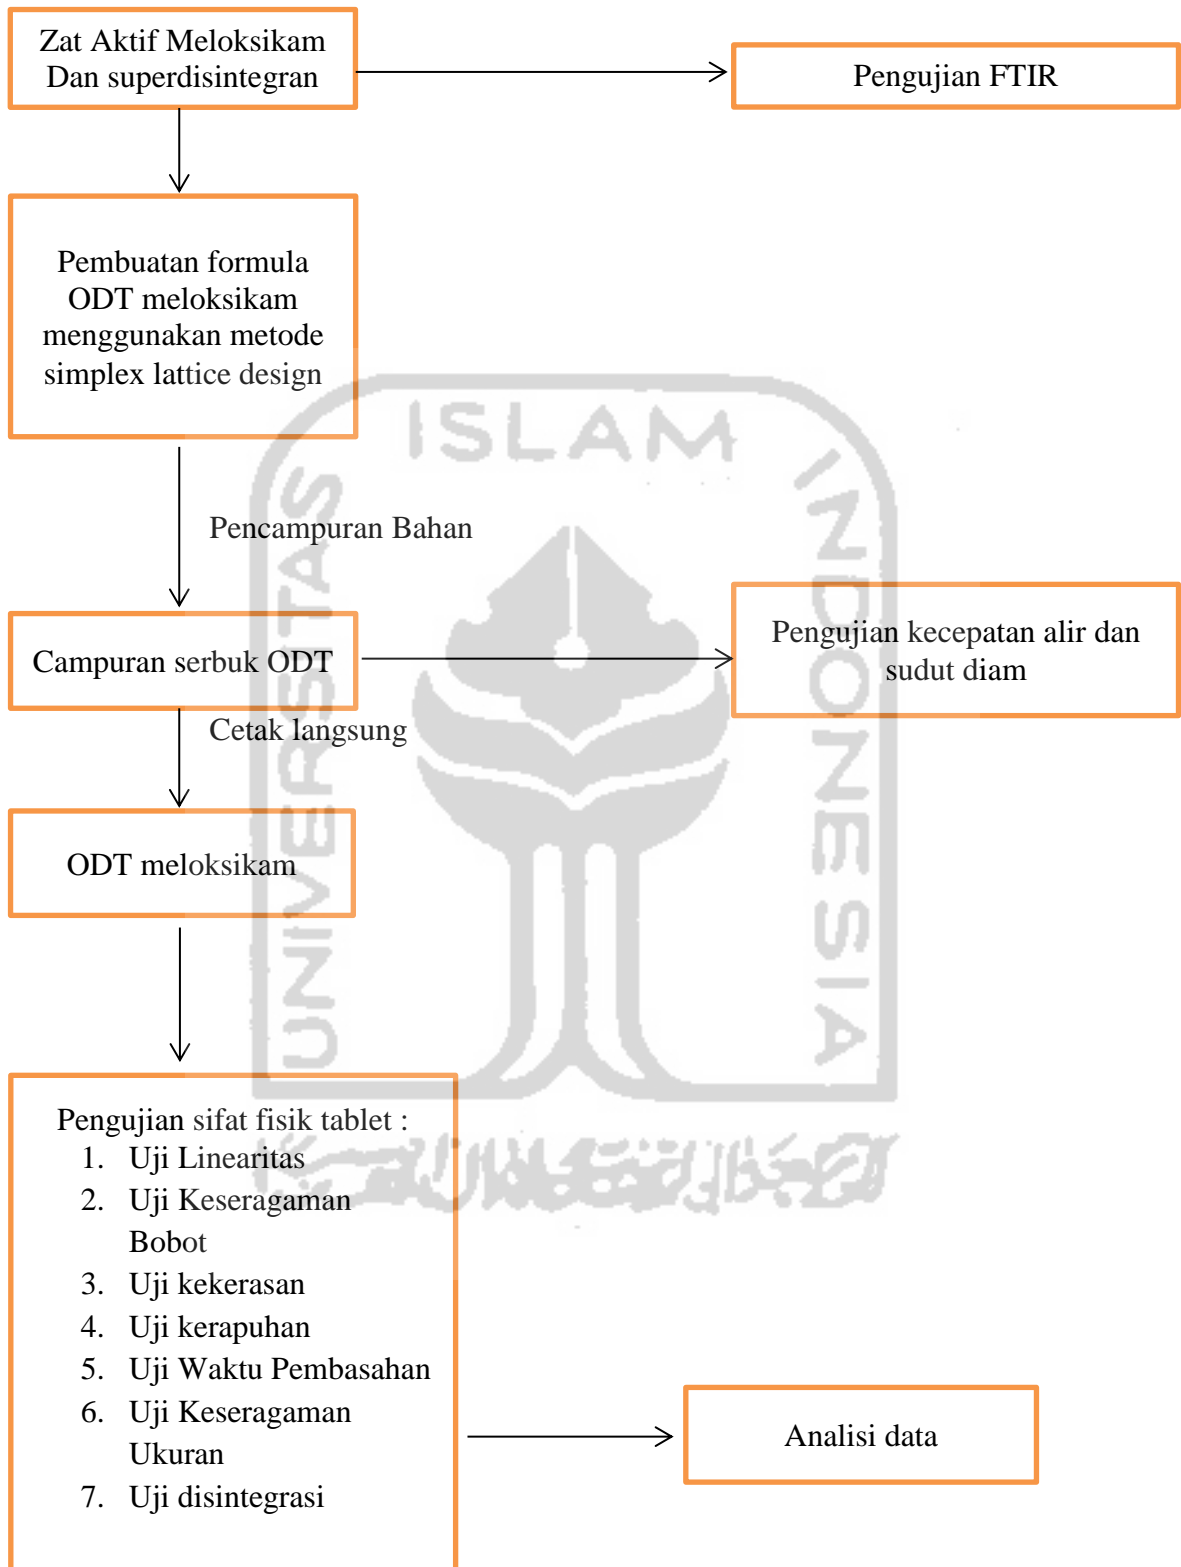 Zat Aktif Meloksikam
Dan superdisintegran
Pengujian FTIR
Pembuatan formula
ODT meloksikam
menggunakan metode
simplex lattice design
Pencampuran Bahan
Campuran serbuk ODT
Pengujian kecepatan alir dan
sudut diam
Cetak langsung
ODT meloksikam
Pengujian sifat fisik tablet :
1. Uji Linearitas
2. Uji Keseragaman
Bobot
3. Uji kekerasan
4. Uji kerapuhan
5. Uji Waktu Pembasahan
6. Uji Keseragaman
Ukuran
7. Uji disintegrasi
Analisi data
UNIVERSITAS
ISLAM
INDONESIA